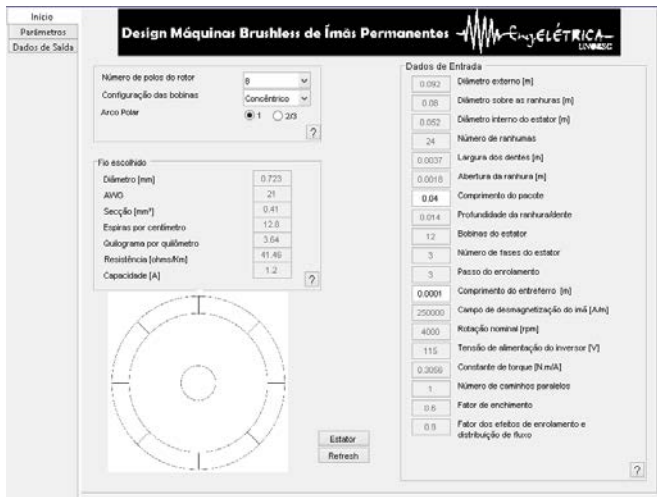 Início
Parâmetros
Dados de Saída
Design Máquinas Brushless de Ímãs Permanentes
EngELÉTRICA
UNOESC
Número de polos do rotor
8
Configuração das bobinas
Concêntrico
Arco Polar
1
2/3
?
Fio escolhido
Diâmetro [mm]
0.723
AWG
21
Secção [mm²]
0.41
Espiras por centímetro
12.8
Quilograma por quilômetro
3.64
Resistência [ohms/Km]
41.46
Capacidade [A]
1.2
?
Estator
Refresh
Dados de Entrada
0.092
Diâmetro externo [m]
0.08
Diâmetro sobre as ranhuras [m]
0.052
Diâmetro interno do estator [m]
24
Número de ranhumas
0.0037
Largura dos dentes [m]
0.0018
Abertura da ranhura [m]
0.04
Comprimento do pacote
0.014
Profundidade da ranhura/dente
12
Bobinas do estator
3
Número de fases do estator
3
Passo do enrolamento
0.0001
Comprimento do entreferro [m]
250000
Campo de desmagnetização do imã [A/m]
4000
Rotação nominal [rpm]
115
Tensão de alimentação do inversor [V]
0.3056
Constante de torque [N.m/A]
1
Número de caminhos paralelos
0.6
Fator de enchimento
0.9
Fator dos efeitos de enrolamento e
distribuição de fluxo
?